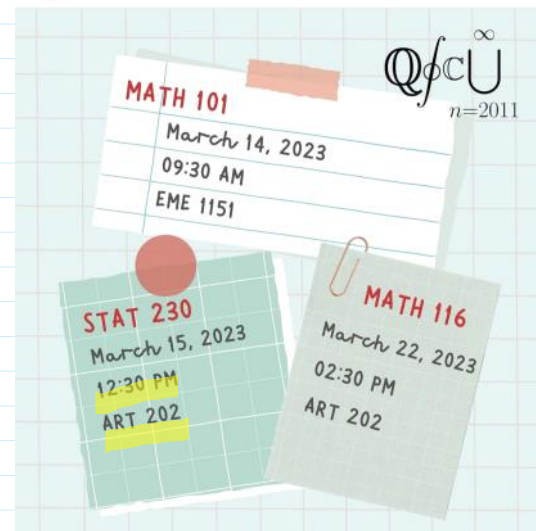 ℚ∮ℂ⋃
∞
n=2011
MATH 101
March 14, 2023
09:30 AM
EME 1151
STAT 230
March 15, 2023
12:30 PM
ART 202
MATH 116
March 22, 2023
02:30 PM
ART 202